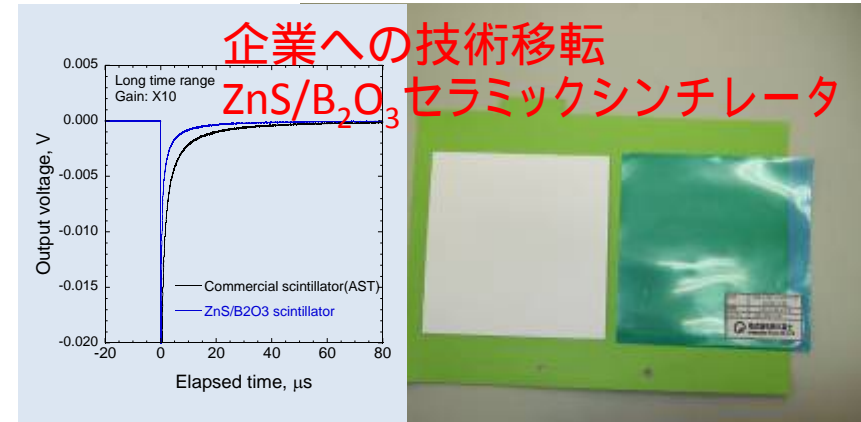 企業への技術移転
ZnS/B2O3セラミックシンチレータ
Long time range
Gain: X10
0.005
0.000
-0.005
-0.010
-0.015
-0.020
Output voltage, V
Commercial scintillator(AST)
ZnS/B2O3 scintillator
-20 0 20 40 60 80
Elapsed time, μs